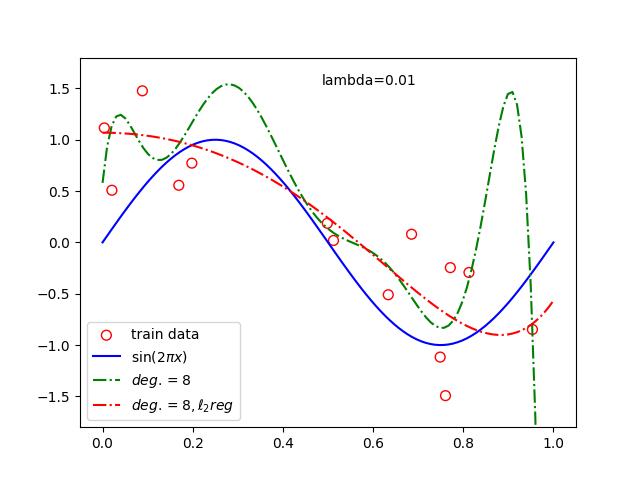 lambda=0.01
1.5
1.0
0.5
0.0
−0.5
−1.0
−1.5
train data
sin(2πx)
deg. = 8
deg. = 8, ℓ₂reg
0.0 0.2 0.4 0.6 0.8 1.0